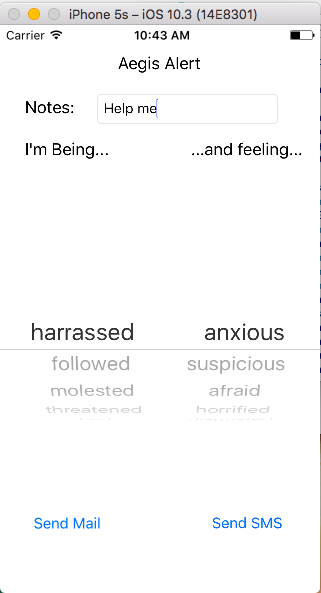 iPhone 5s – iOS 10.3 (14E8301)
Carrier 10:43 AM
Aegis Alert
Notes: Help me
I'm Being... ...and feeling...
harrassed anxious
followed suspicious
molested afraid
threatened horrified
Send Mail Send SMS